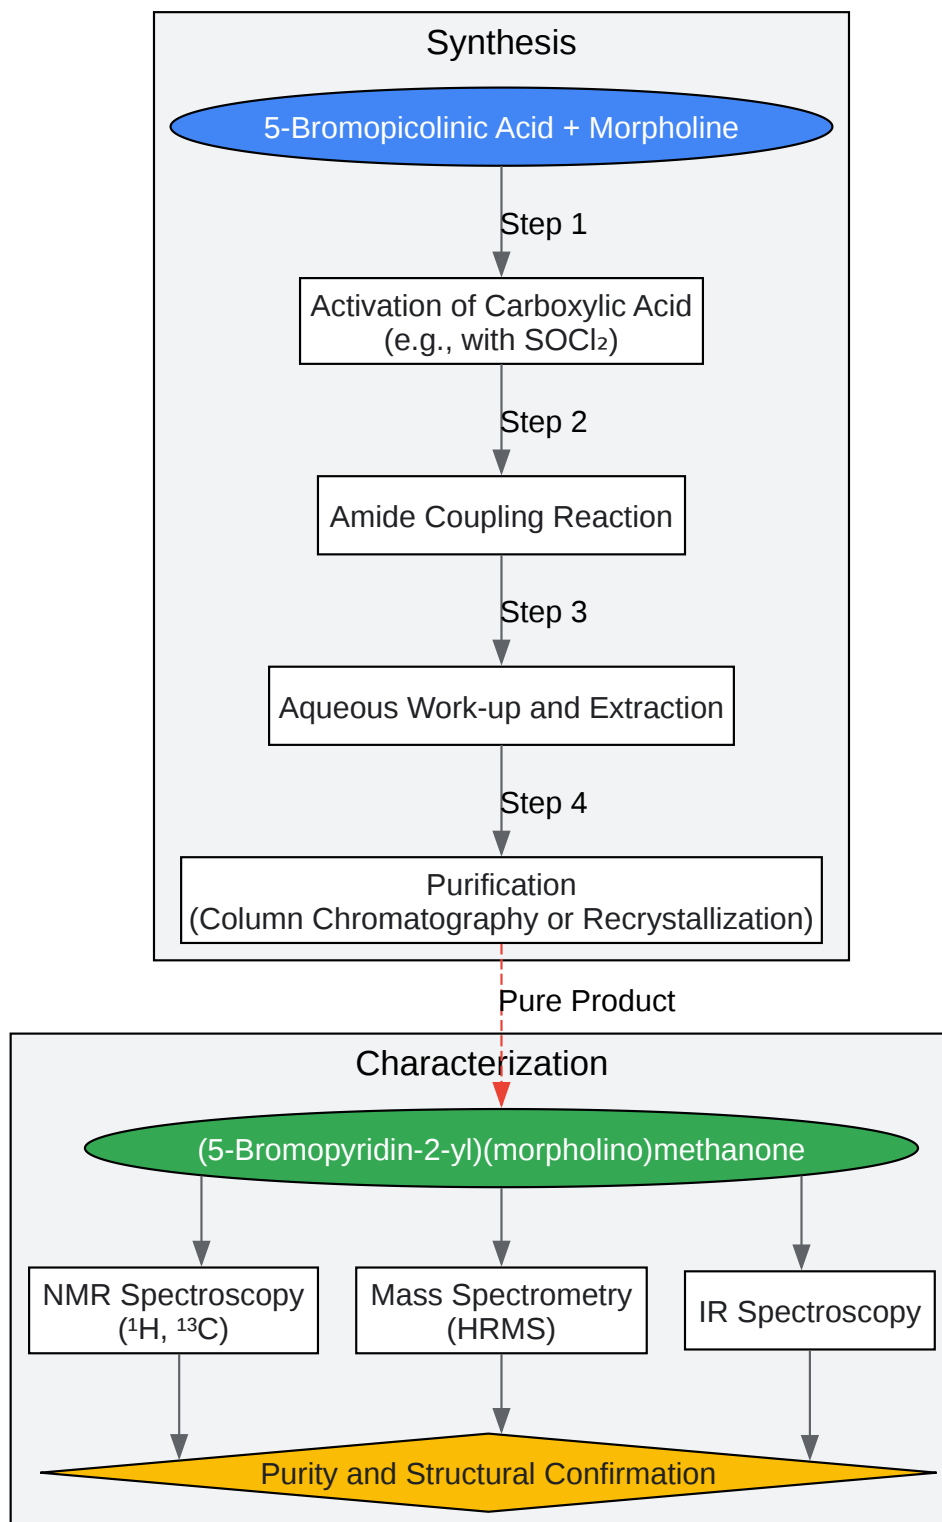 Synthesis
5-Bromopicolinic Acid + Morpholine
Step 1
Activation of Carboxylic Acid
(e.g., with SOCl₂)
Step 2
Amide Coupling Reaction
Step 3
Aqueous Work-up and Extraction
Step 4
Purification
(Column Chromatography or Recrystallization)
Pure Product
Characterization
(5-Bromopyridin-2-yl)(morpholino)methanone
NMR Spectroscopy
(¹H, ¹³C)
Mass Spectrometry
(HRMS)
IR Spectroscopy
Purity and Structural Confirmation